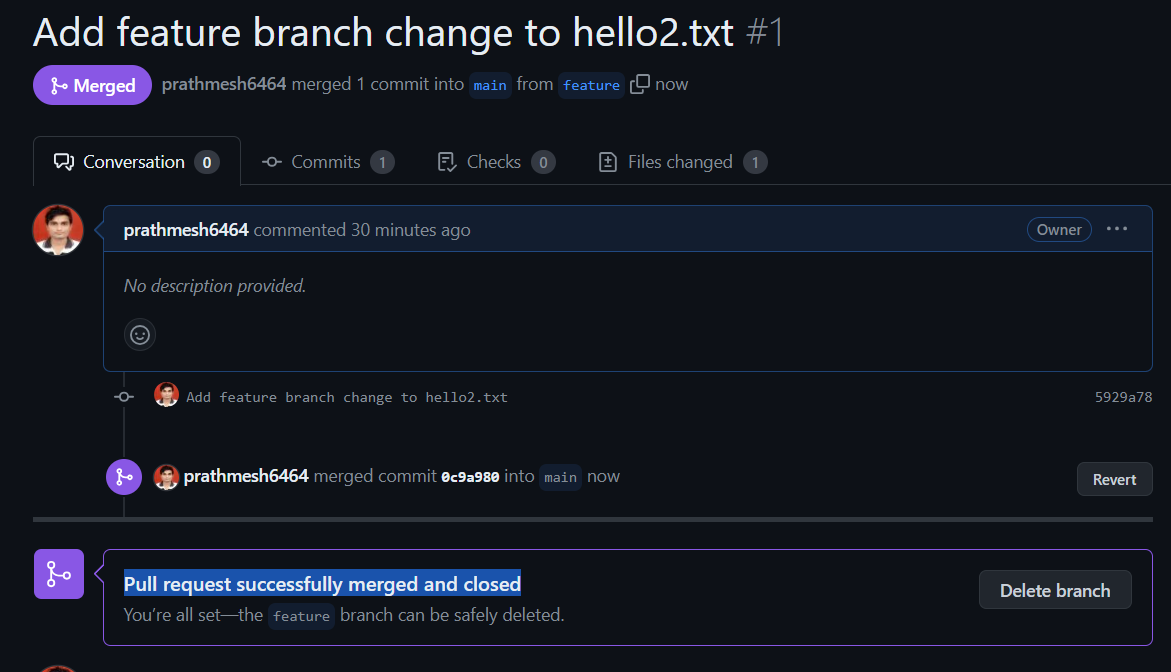 Add feature branch change to hello2.txt #1
Merged prathmesh6464 merged 1 commit into main from feature now
Conversation 0 Commits 1 Checks 0 Files changed 1
prathmesh6464 commented 30 minutes ago Owner
No description provided.
Add feature branch change to hello2.txt 5929a78
prathmesh6464 merged commit 0c9a980 into main now Revert
Pull request successfully merged and closed
You're all set—the feature branch can be safely deleted.
Delete branch